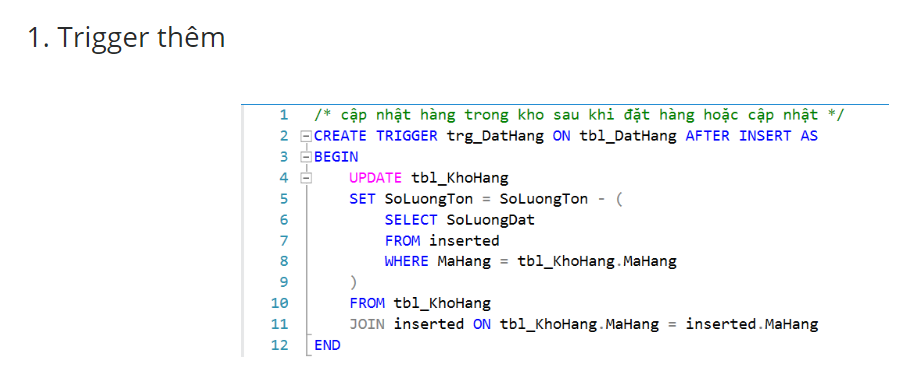 1. Trigger thêm
1 /* cập nhật hàng trong kho sau khi đặt hàng hoặc cập nhật */
2 CREATE TRIGGER trg_DatHang ON tbl_DatHang AFTER INSERT AS
3 BEGIN
4 UPDATE tbl_KhoHang
5 SET SoLuongTon = SoLuongTon - (
6 SELECT SoLuongDat
7 FROM inserted
8 WHERE MaHang = tbl_KhoHang.MaHang
9 )
10 FROM tbl_KhoHang
11 JOIN inserted ON tbl_KhoHang.MaHang = inserted.MaHang
12 END